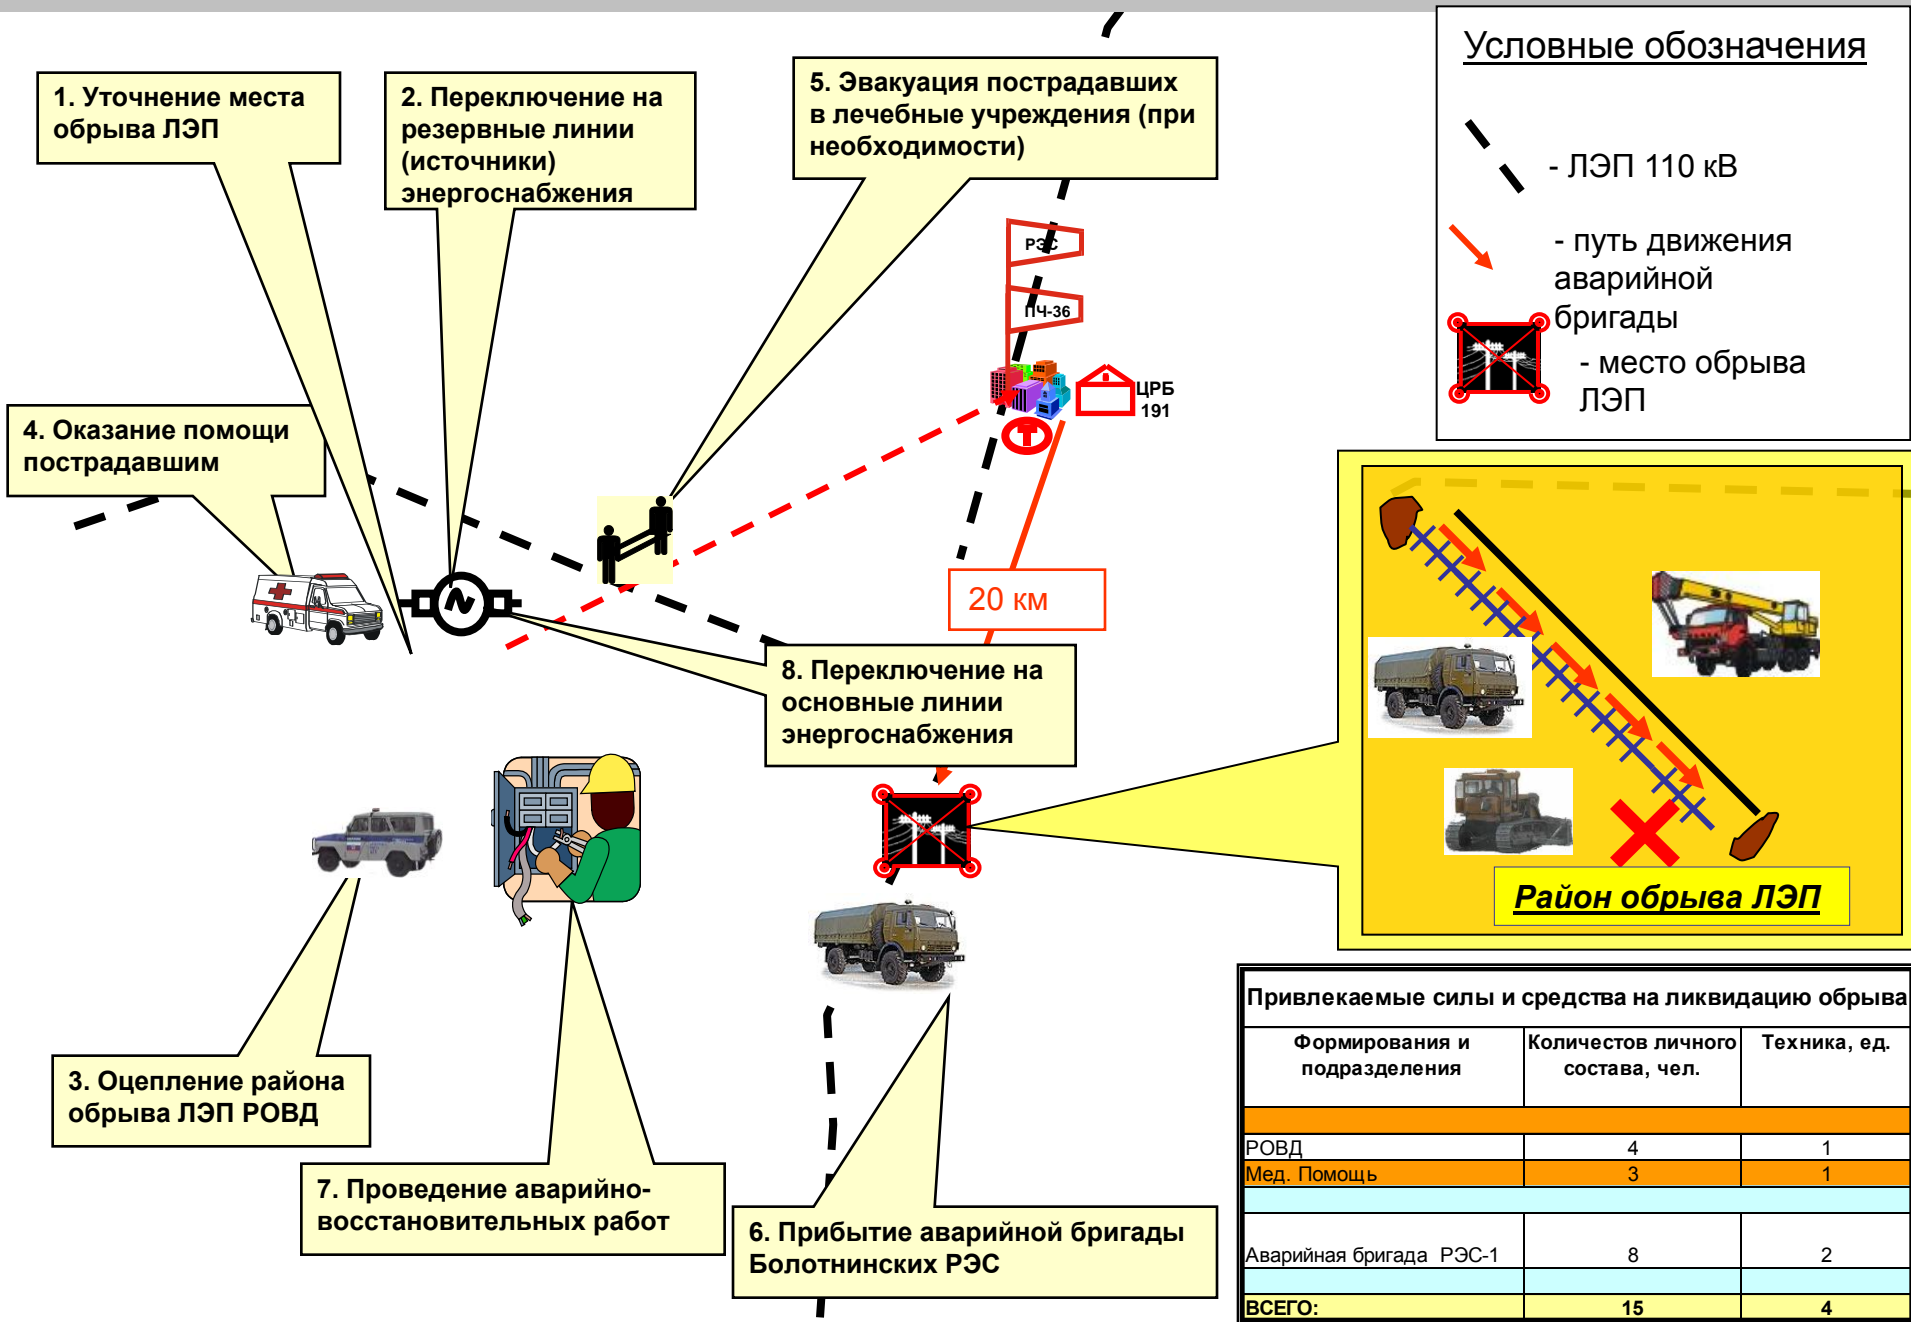 1. Уточнение места
обрыва ЛЭП
2. Переключение на
резервные линии
(источники)
энергоснабжения
5. Эвакуация пострадавших
в лечебные учреждения (при
необходимости)
Условные обозначения
- ЛЭП 110 кВ
- путь движения
аварийной
бригады
- место обрыва
ЛЭП
РЭС
ПЧ-36
ЦРБ
191
4. Оказание помощи
пострадавшим
20 км
8. Переключение на
основные линии
энергоснабжения
Район обрыва ЛЭП
3. Оцепление района
обрыва ЛЭП РОВД
7. Проведение аварийно-
восстановительных работ
6. Прибытие аварийной бригады
Болотнинских РЭС
Привлекаемые силы и средства на ликвидацию обрыва
Формирования и
подразделения
Количестов личного
состава, чел.
Техника, ед.
РОВД 4 1
Мед. Помощь 3 1
Аварийная бригада РЭС-1 8 2
ВСЕГО: 15 4